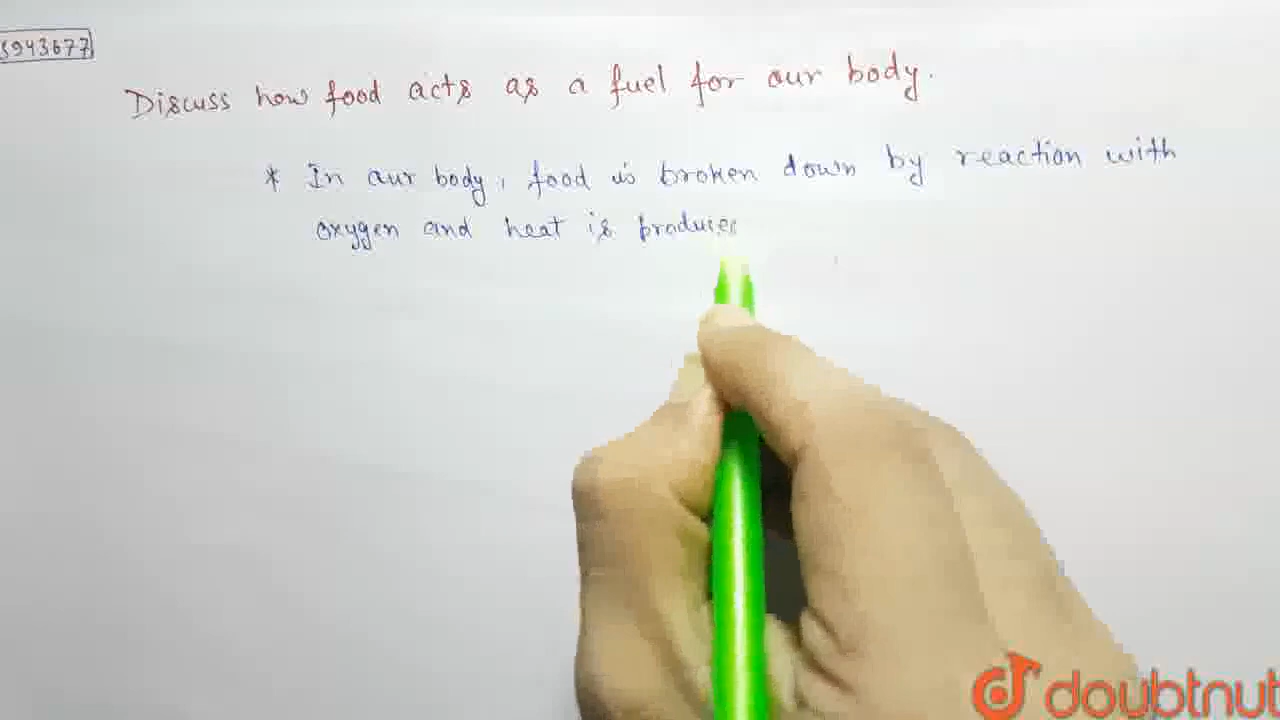 5943677
Discuss how food acts as a fuel for our body.
* In our body, food is broken down by reaction with
oxygen and heat is produced
doubtnut